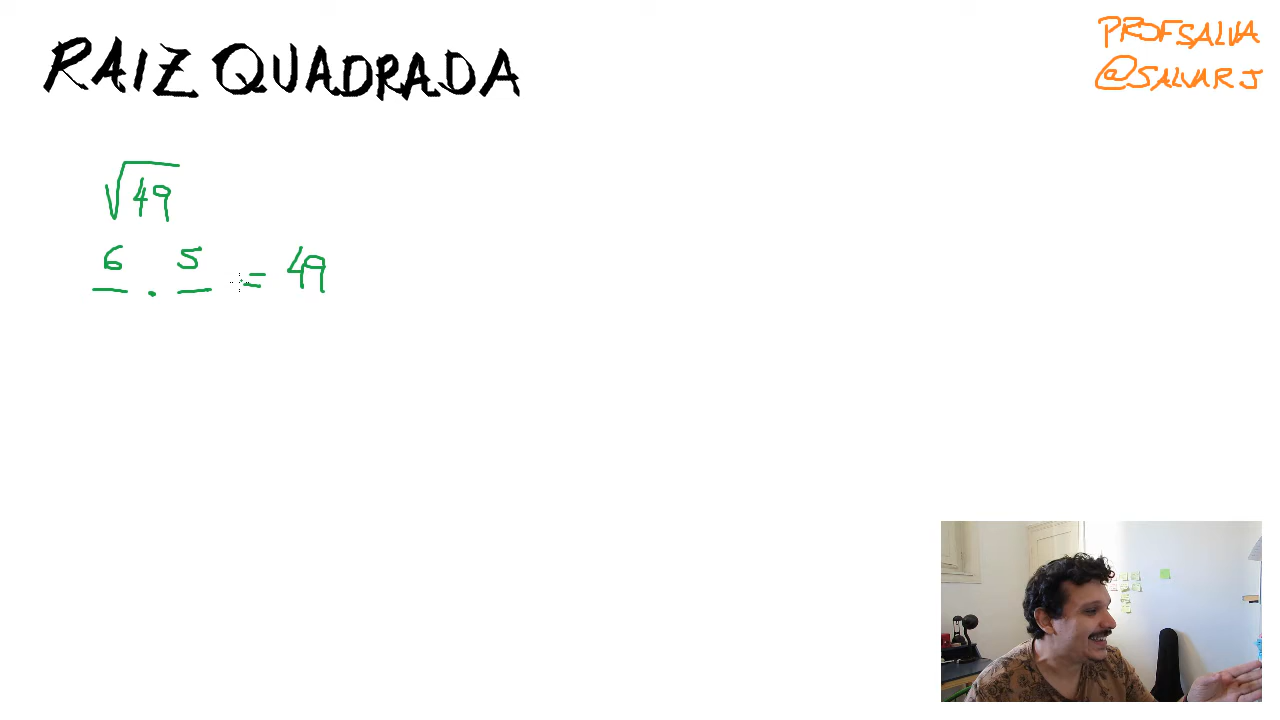 RAIZ QUADRADA
PROFSALVA
@SALVARJ
√49
6 . 5 = 49